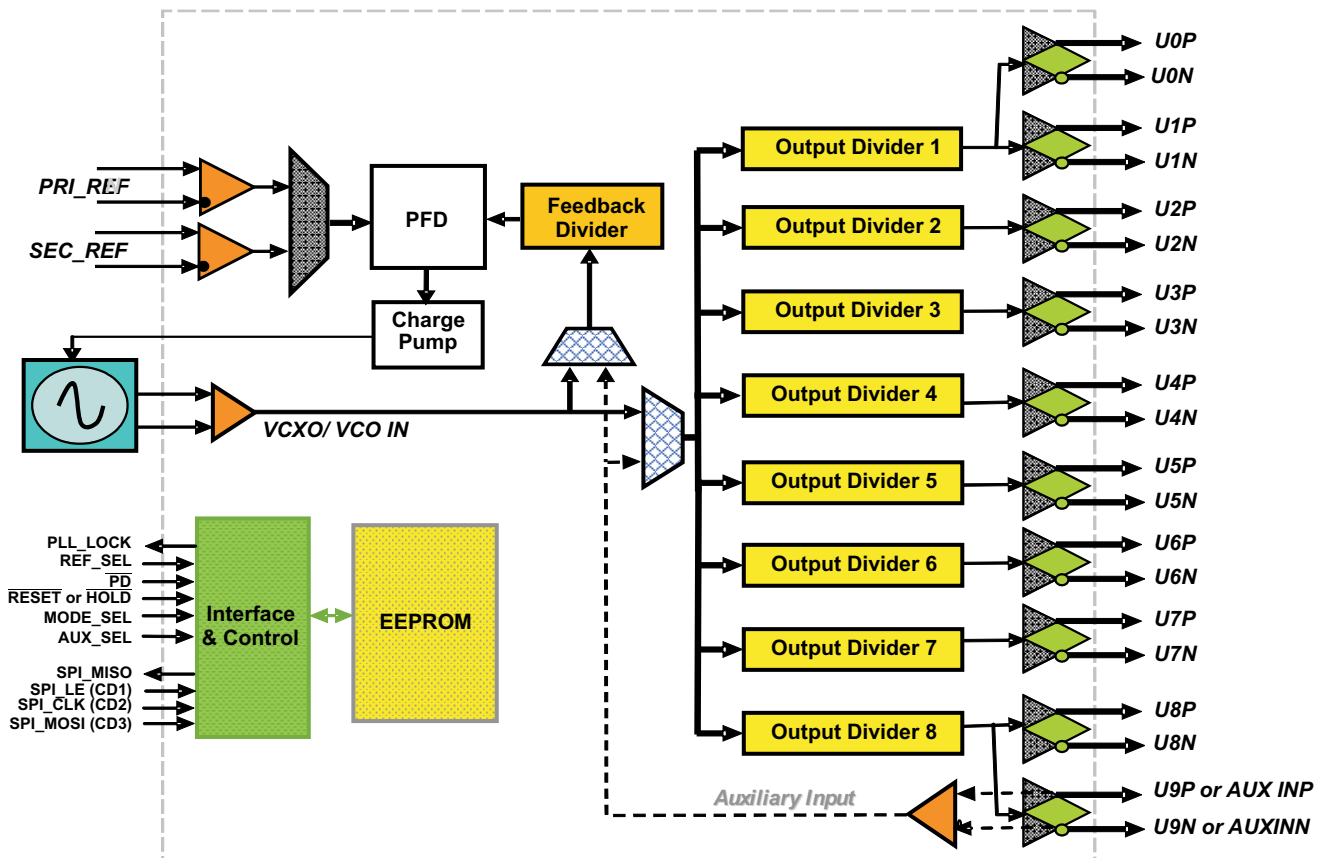 U0P
U0N
U1P
U1N
U2P
U2N
U3P
U3N
U4P
U4N
U5P
U5N
U6P
U6N
U7P
U7N
U8P
U8N
U9P or AUX INP
U9N or AUXINN
Output Divider 1
Output Divider 2
Output Divider 3
Output Divider 4
Output Divider 5
Output Divider 6
Output Divider 7
Output Divider 8
PRI_REF
SEC_REF
PFD
Feedback
Divider
Charge
Pump
VCXO/ VCO IN
PLL_LOCK
REF_SEL
PD
RESET or HOLD
MODE_SEL
AUX_SEL
SPI_MISO
SPI_LE (CD1)
SPI_CLK (CD2)
SPI_MOSI (CD3)
Interface
& Control
EEPROM
Auxiliary Input